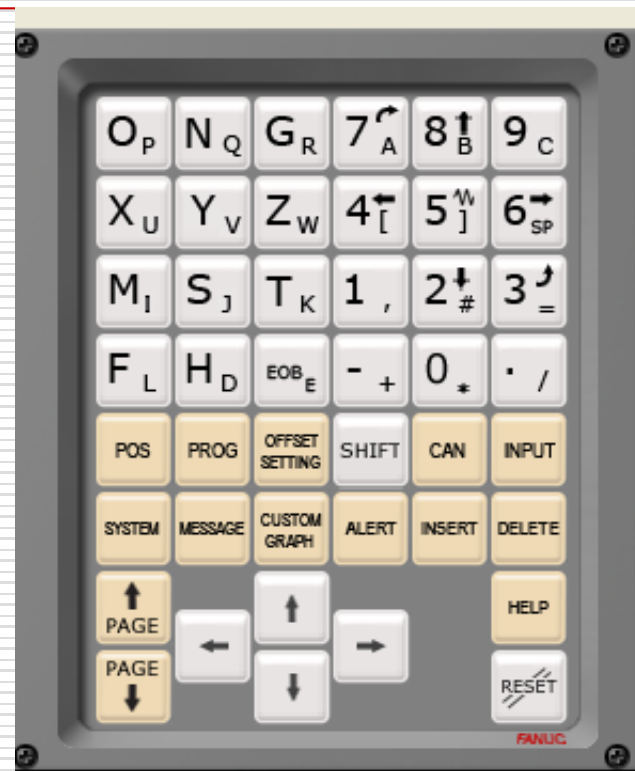 O P N Q G R 7 A 8 B 9 C
X U Y V Z W 4 [ 5 ] 6 SP
M I S J T K 1 , 2 # 3 =
F L H D EOB E - + 0 * . /
POS PROG OFFSET SETTING SHIFT CAN INPUT
SYSTEM MESSAGE CUSTOM GRAPH ALERT INSERT DELETE
↑ PAGE ↑ HELP
← →
PAGE ↓ ↓ RESET
FANUC